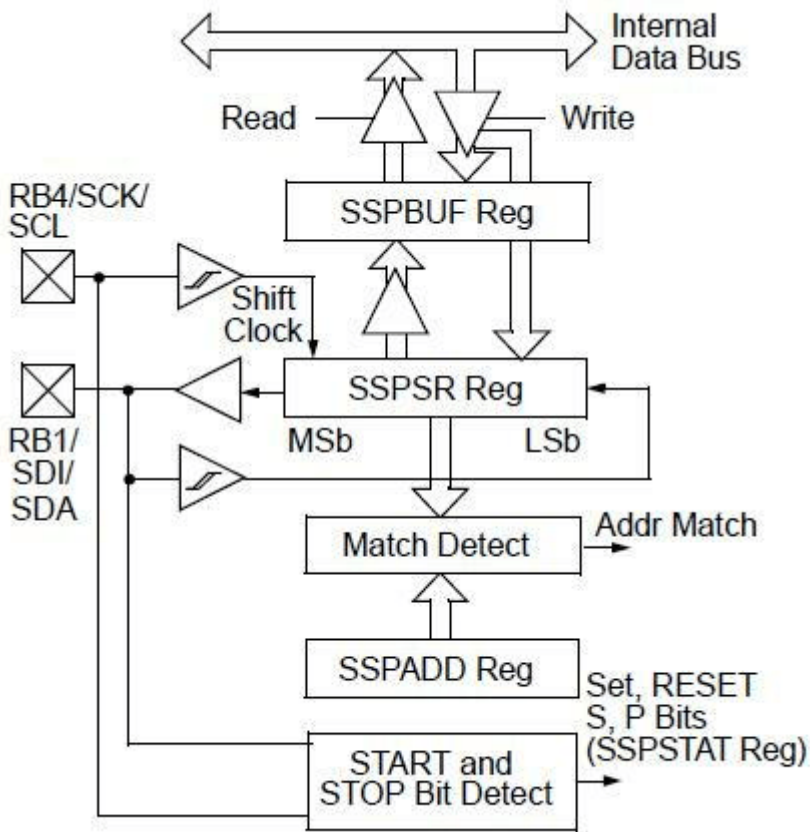 Internal
Data Bus
Read
Write
SSPBUF Reg
RB4/SCK/
SCL
Shift
Clock
SSPSR Reg
MSb
LSb
RB1/
SDI/
SDA
Match Detect
Addr Match
SSPADD Reg
Set, RESET
S, P Bits
(SSPSTAT Reg)
START and
STOP Bit Detect